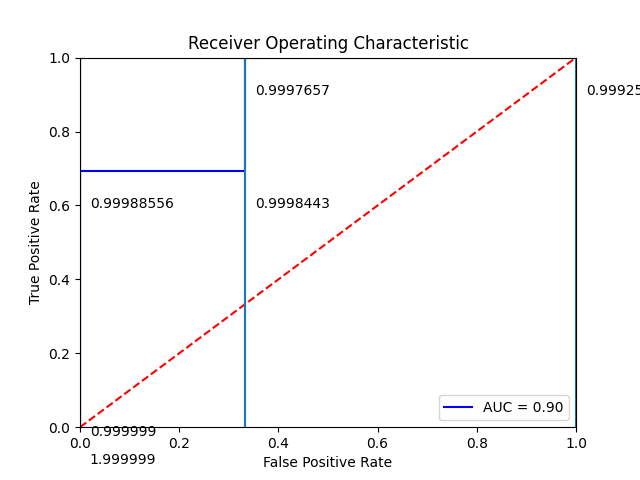 Receiver Operating Characteristic
1.0
0.9997657
0.99925
0.8
True Positive Rate
0.6
0.99988556
0.9998443
0.4
0.2
AUC = 0.90
0.0
0.999999
0.0 0.2 0.4 0.6 0.8 1.0
1.999999
False Positive Rate